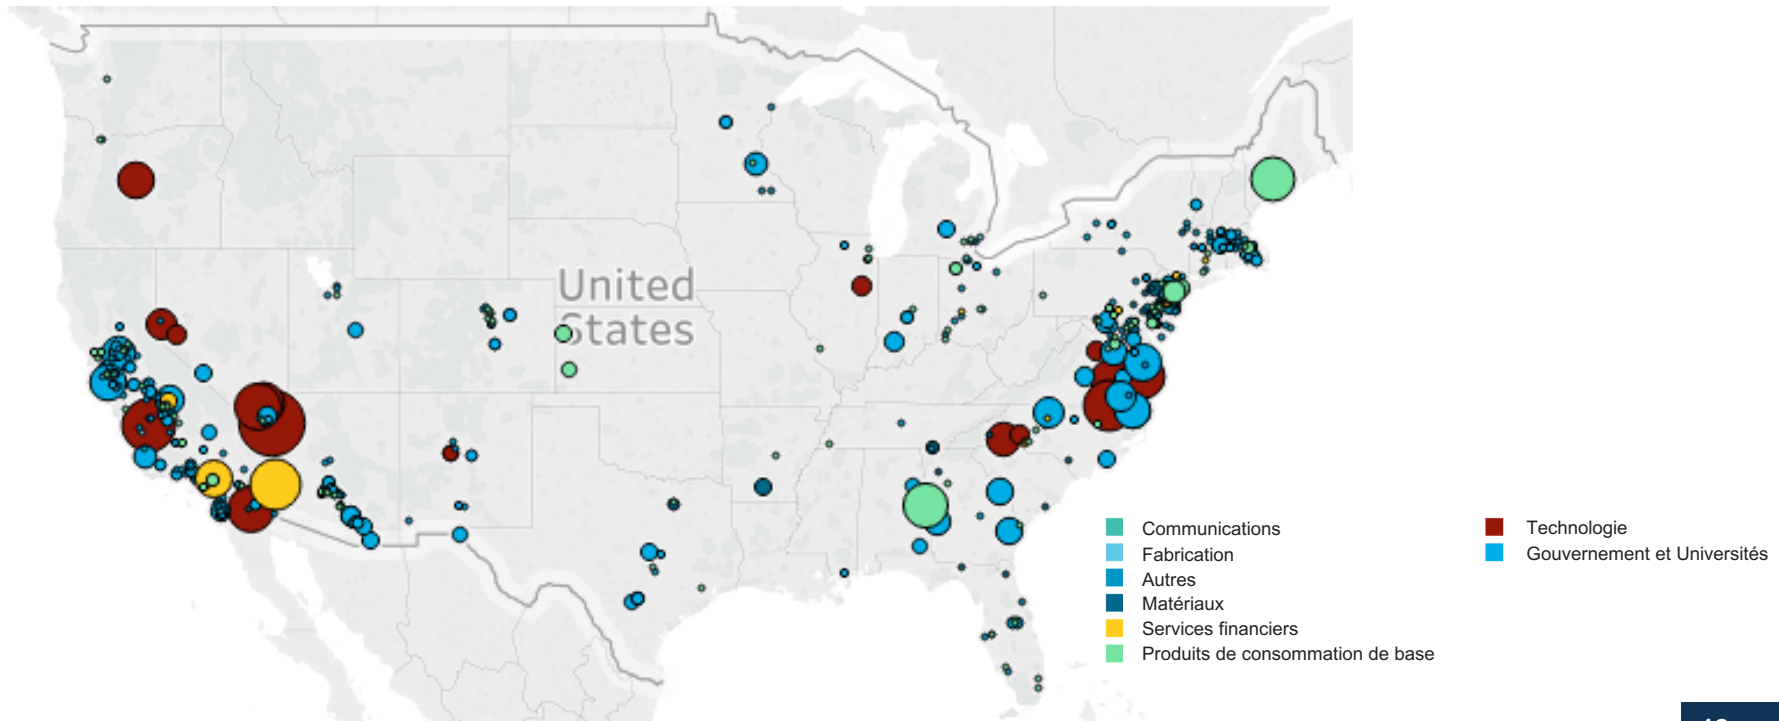 United
States
Communications
Fabrication
Autres
Matériaux
Services financiers
Produits de consommation de base
Technologie
Gouvernement et Universités